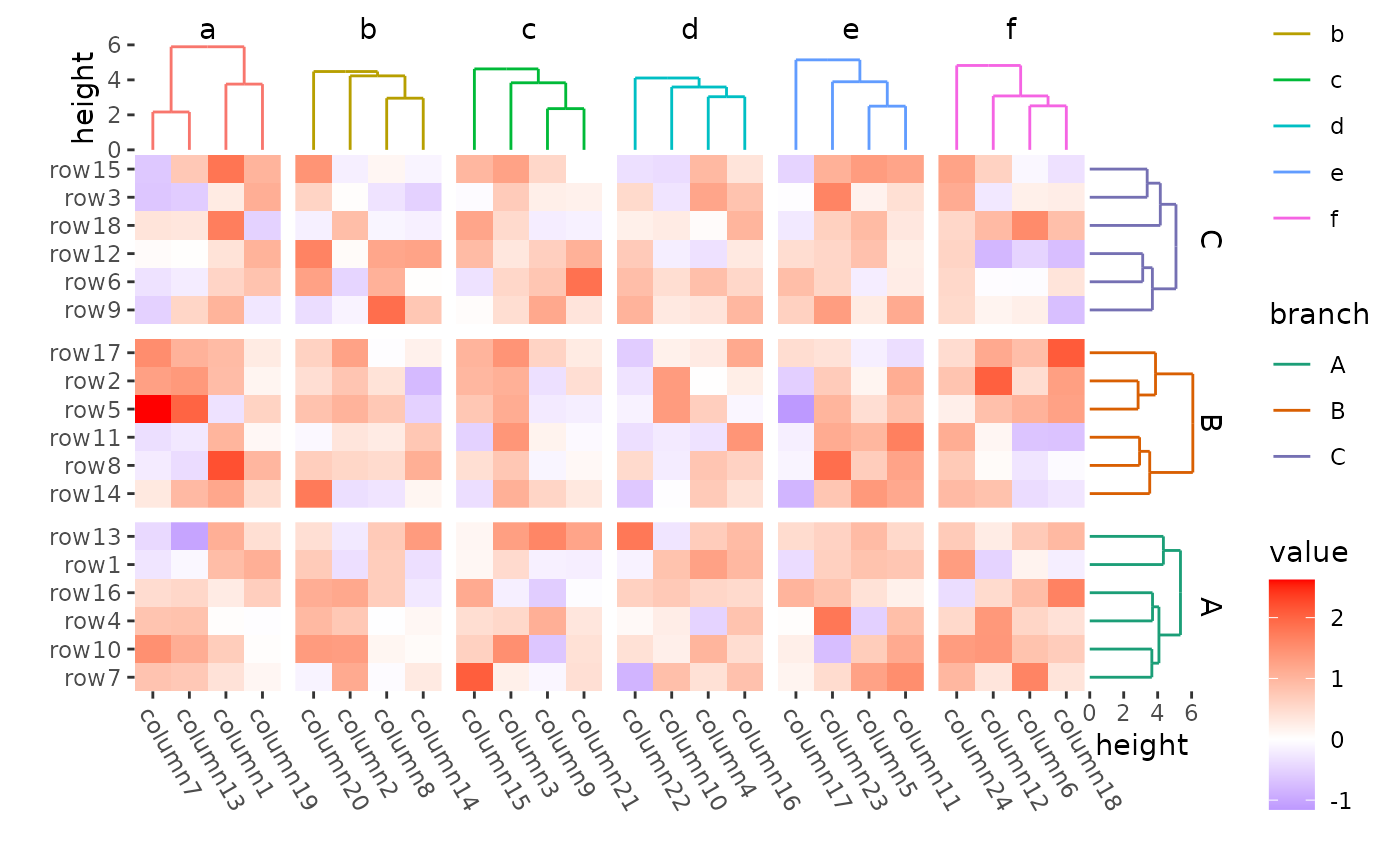 a b c d e f
height
6
4
2
0
row15
row3
row18
row12
row6
row9
C
row17
row2
row5
row11
row8
row14
B
row13
row1
row16
row4
row10
row7
A
column7 column13 column1 column19 column20 column2 column8 column14 column15 column3 column9 column21 column22 column10 column4 column16 column17 column23 column5 column11 column24 column12 column6 column18
0 2 4 6
height
b
c
d
e
f
branch
A
B
C
value
2
1
0
-1